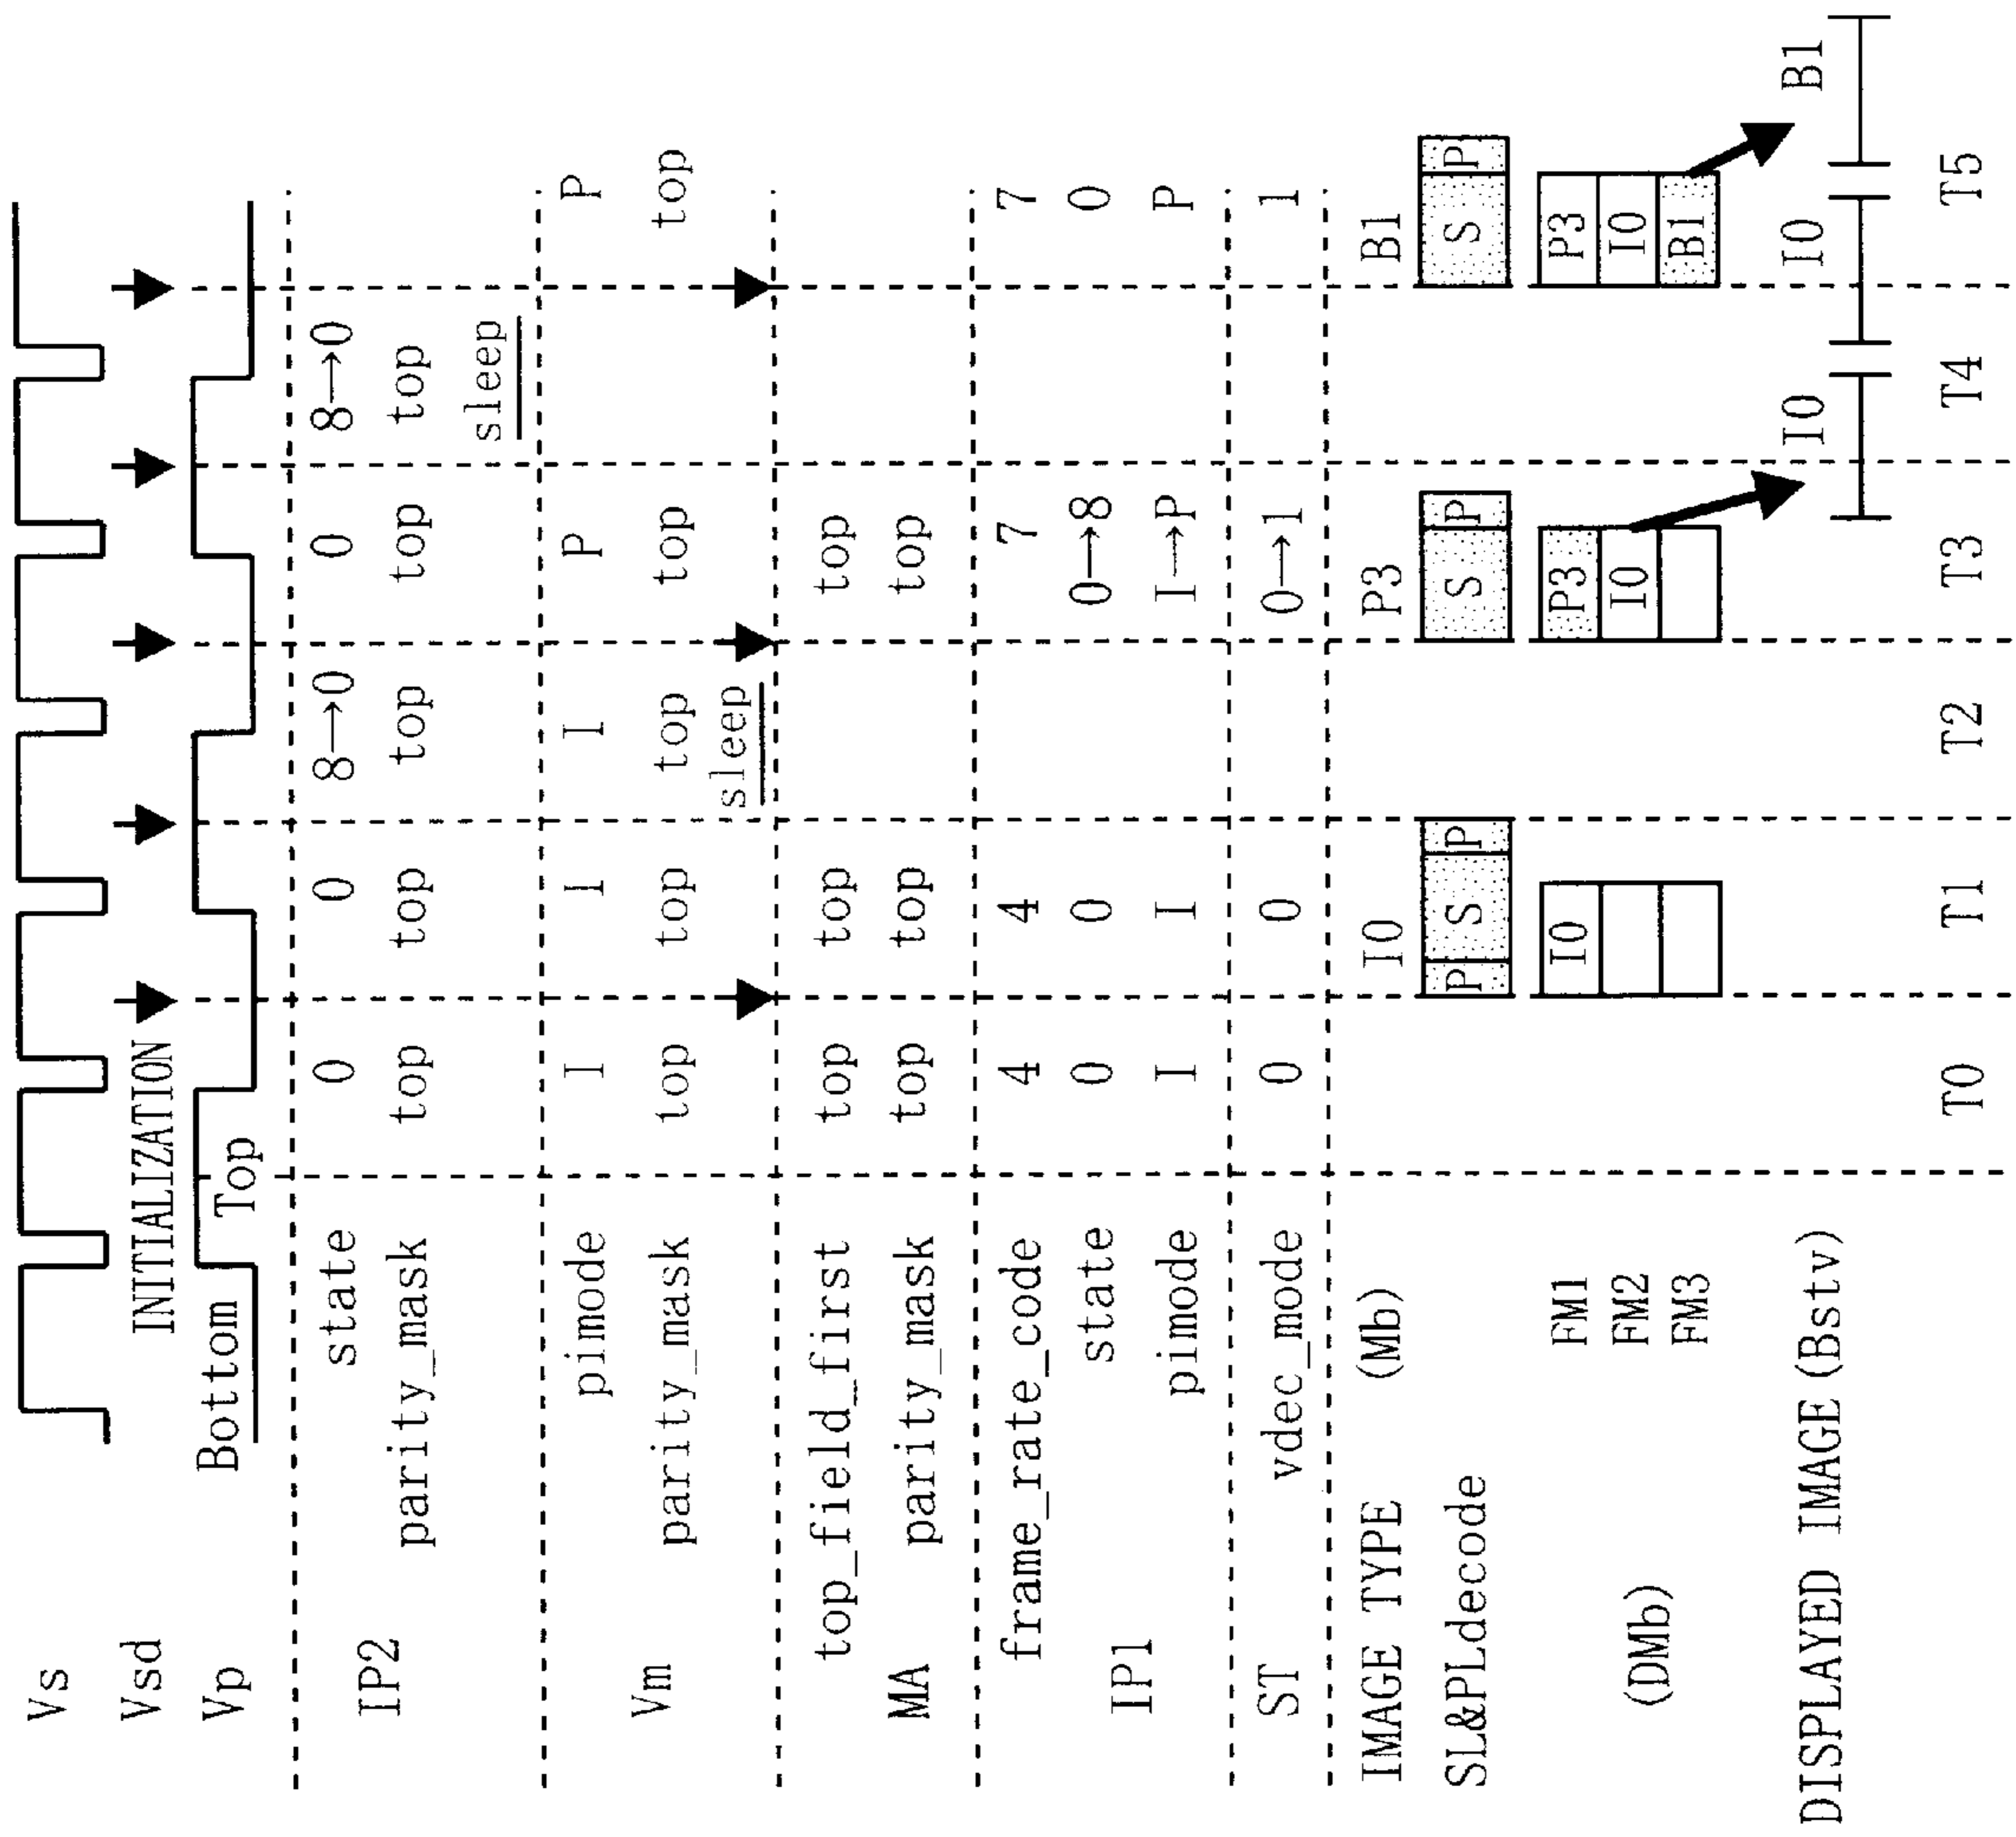 Vs
Vsd INITIALIZATION
Vp Bottom Top
IP2 state 0 0 8→0 0 8→0
parity_mask top top top top top
sleep
Vm pimode I I I P P
parity_mask top top top top top
sleep
MA top_field_first top top top
parity_mask top top top
IP1 frame_rate_code 4 4 7 7
state 0 0 0→8 0
pimode I I I→P P
ST vdec_mode 0 0 0→1 1
IMAGE TYPE (Mb) I0 P3 B1
SL&PLdecode P S P S P S P
(DMb) FM1 I0 P3 P3
FM2 I0 I0
FM3 B1
DISPLAYED IMAGE (Bstv) I0 I0 B1
T0 T1 T2 T3 T4 T5